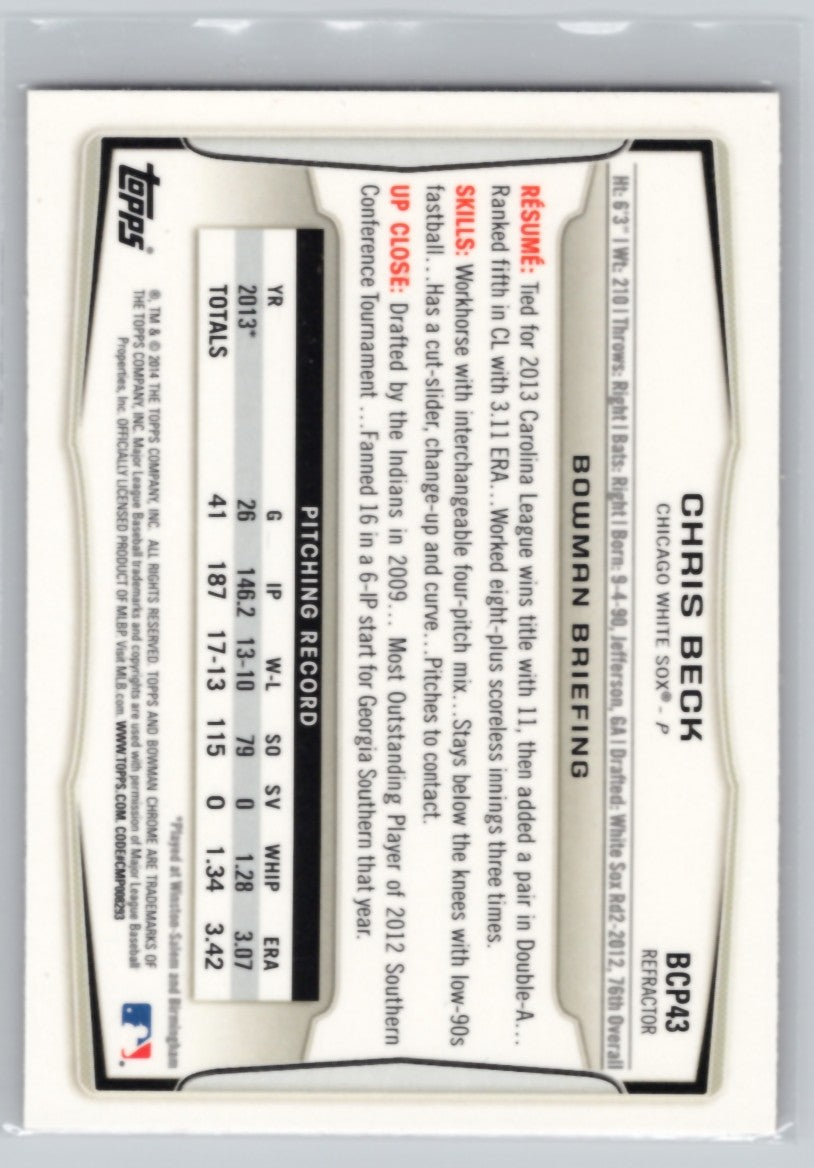 BCP43
REFRACTOR
CHRIS BECK
CHICAGO WHITE SOX® - P
Ht: 6'3" | Wt: 210 | Throws: Right | Bats: Right | Born: 9-4-90, Jefferson, GA | Drafted: White Sox Rd2-2012, 76th Overall
BOWMAN BRIEFING
RÉSUMÉ: Tied for 2013 Carolina League wins title with 11, then added a pair in Double-A...
Ranked fifth in CL with 3.11 ERA...Worked eight-plus scoreless innings three times.
SKILLS: Workhorse with interchangeable four-pitch mix...Stays below the knees with low-90s
fastball...Has a cut-slider, change-up and curve...Pitches to contact.
UP CLOSE: Drafted by the Indians in 2009... Most Outstanding Player of 2012 Southern
Conference Tournament ...Fanned 16 in a 6-IP start for Georgia Southern that year.
PITCHING RECORD
YR G IP W-L SO SV WHIP ERA
2013* 26 146.2 13-10 79 0 1.28 3.07
TOTALS 41 187 17-13 115 0 1.34 3.42
*Played at Winston-Salem and Birmingham
®, TM & © 2014 THE TOPPS COMPANY, INC. ALL RIGHTS RESERVED. TOPPS AND BOWMAN CHROME ARE TRADEMARKS OF
THE TOPPS COMPANY, INC. Major League Baseball trademarks and copyrights are used with permission of Major League Baseball
Properties, Inc. OFFICIALLY LICENSED PRODUCT OF MLBP. Visit MLB.com. WWW.TOPPS.COM. CODE#CMP008293
topps®